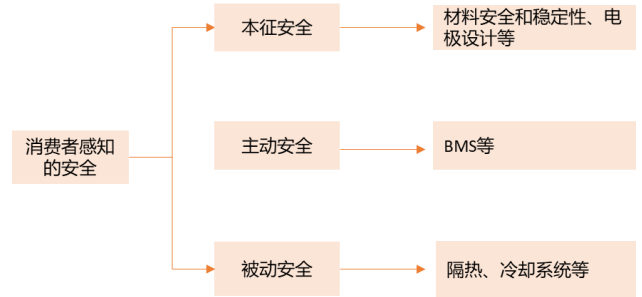 消费者感知
的安全
本征安全
材料安全和稳定性、电
极设计等
主动安全
BMS等
被动安全
隔热、冷却系统等